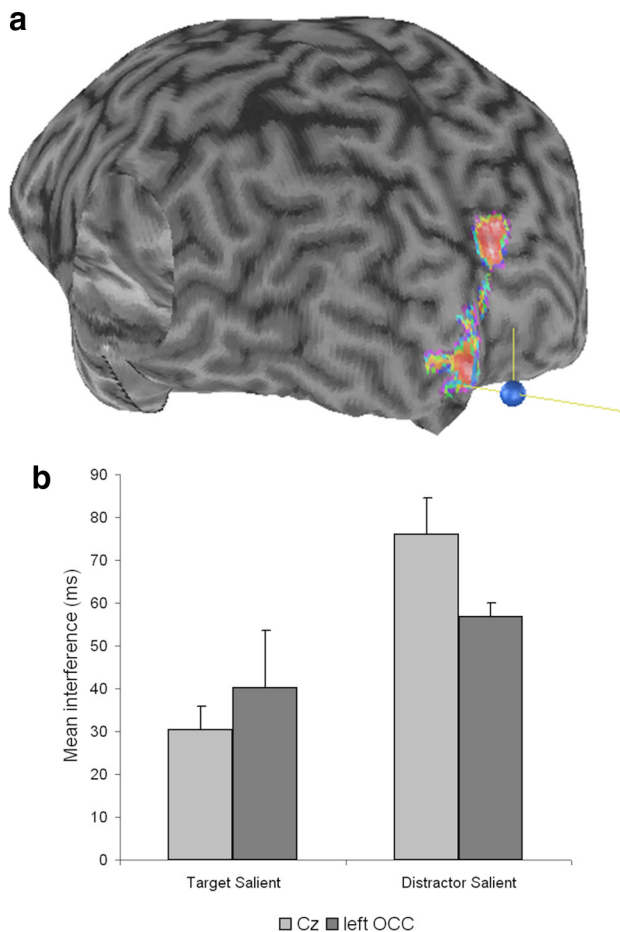 a
b
Mean interference (ms)
90
80
70
60
50
40
30
20
10
0
Target Salient Distractor Salient
Cz left OCC